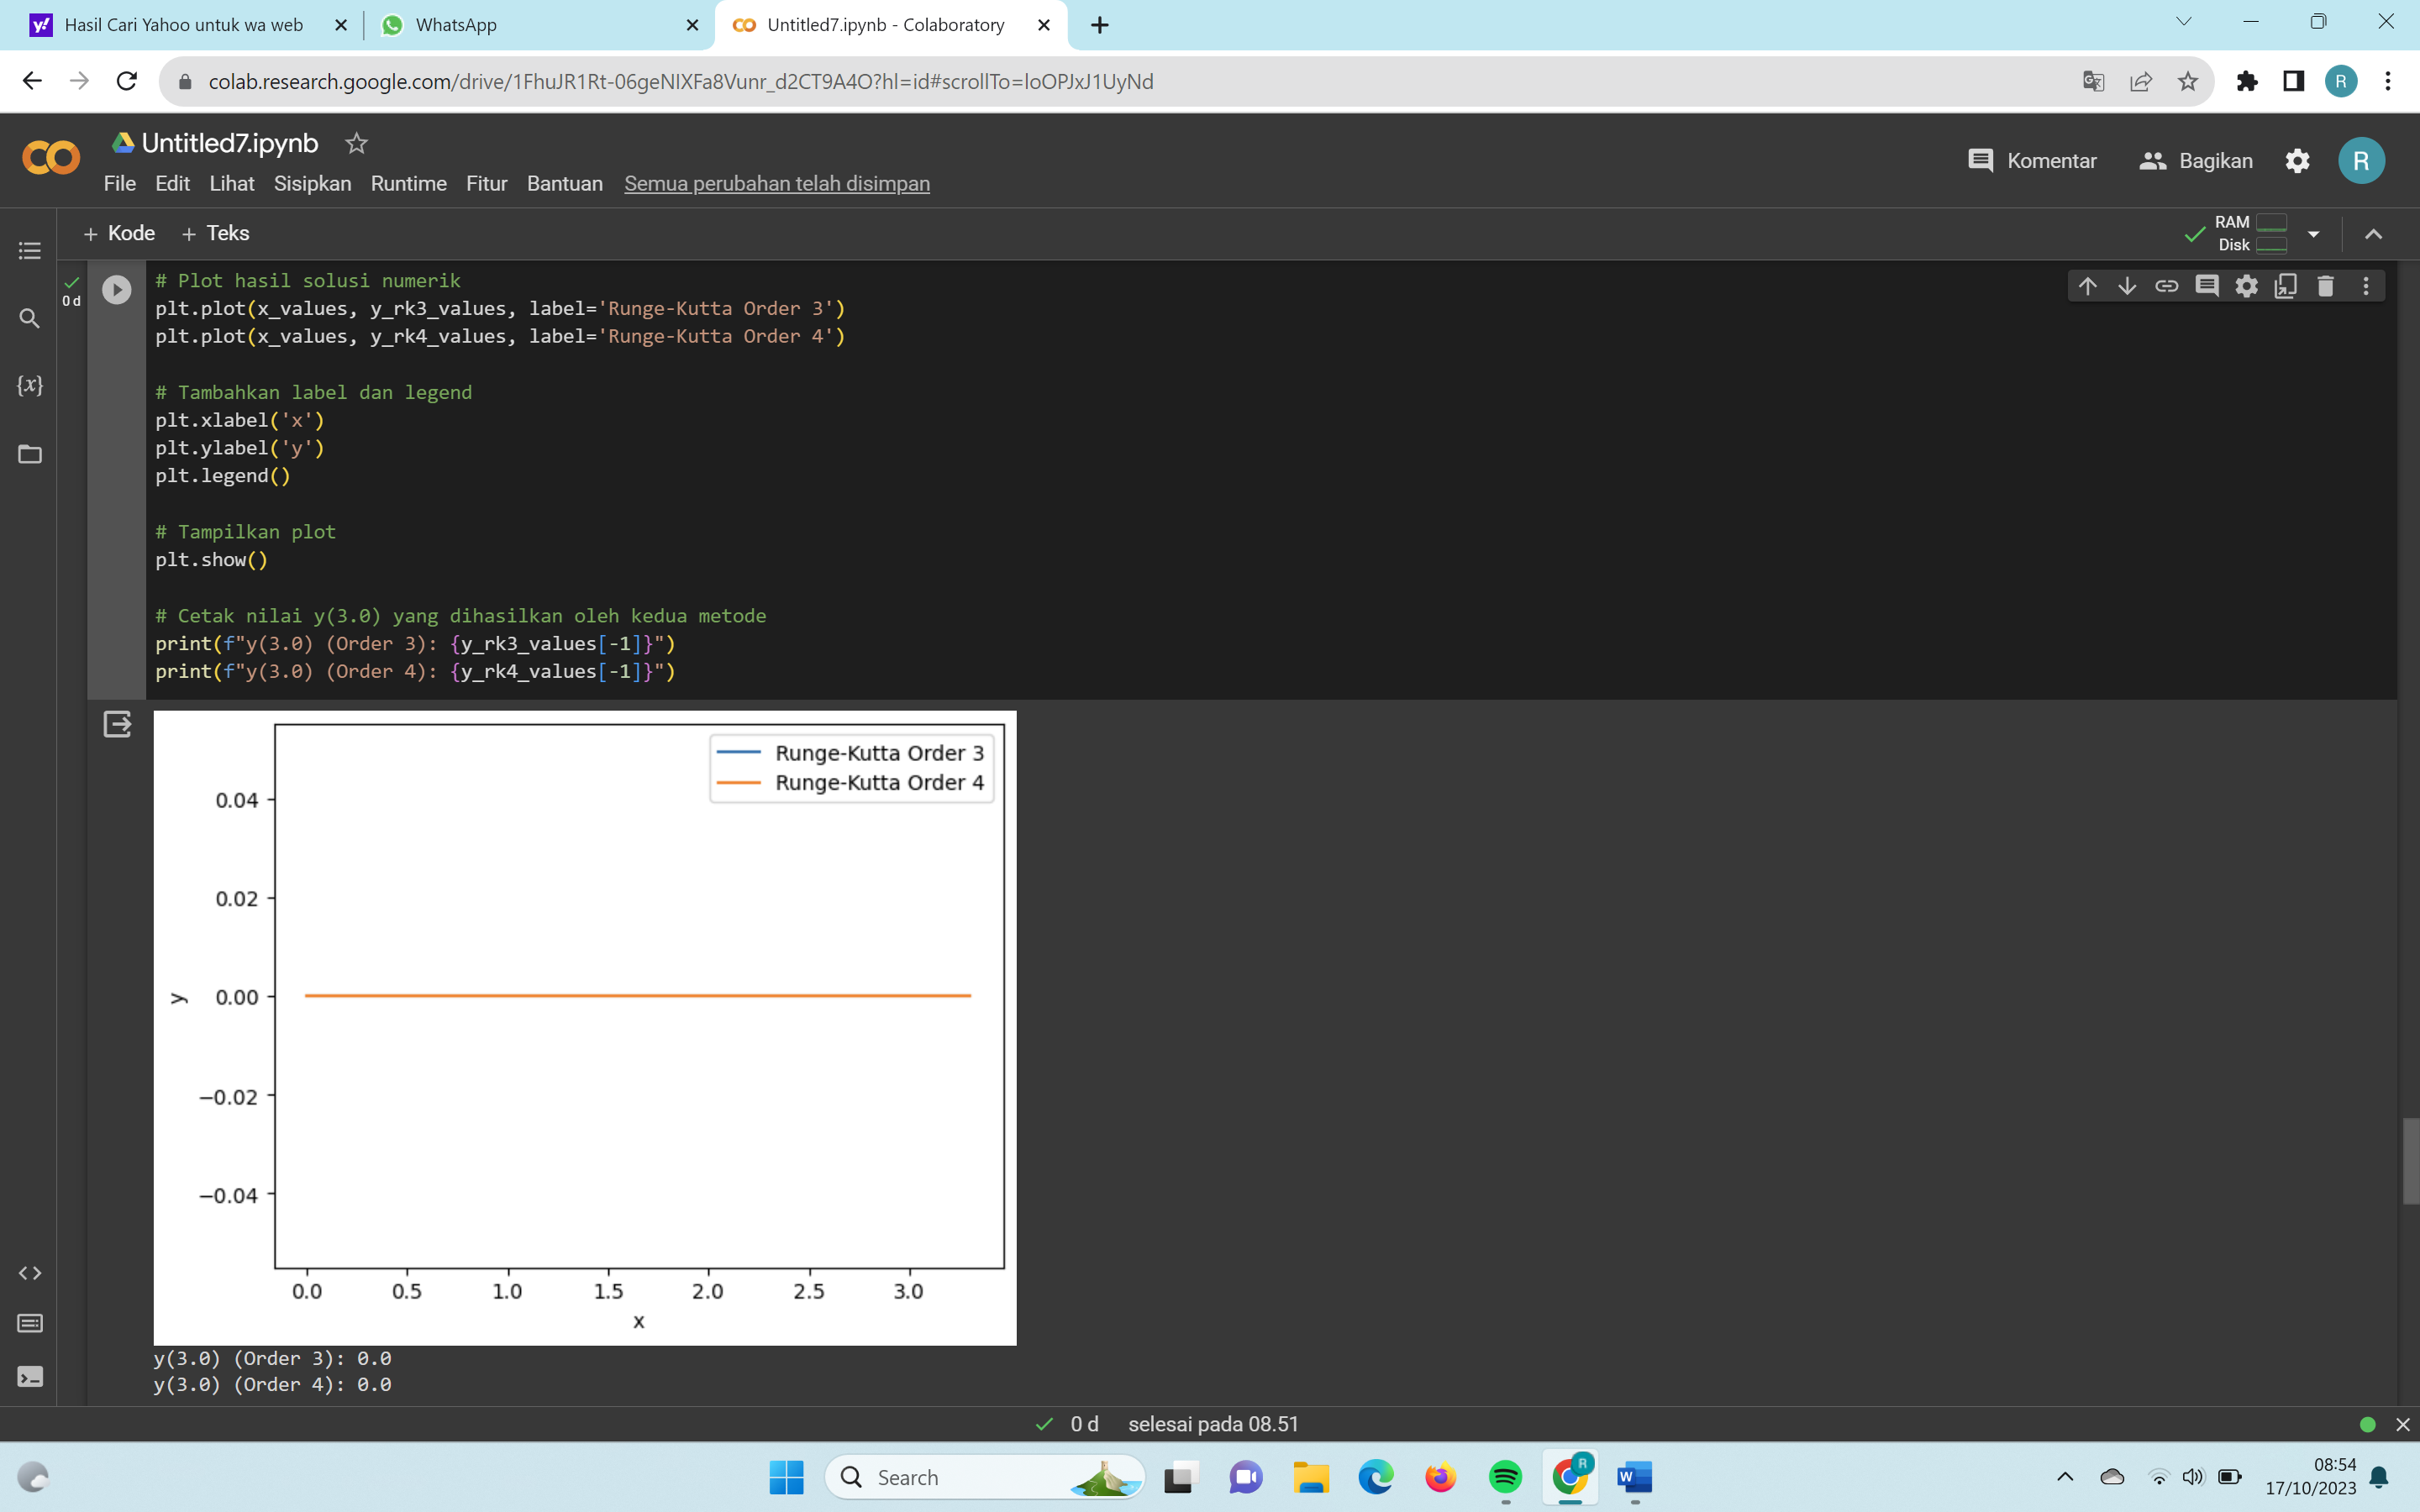 Hasil Cari Yahoo untuk wa web
WhatsApp
Untitled7.ipynb - Colaboratory
colab.research.google.com/drive/1FhuJR1Rt-06geNIXFa8Vunr_d2CT9A4O?hl=id#scrollTo=loOPJxJ1UyNd
R
Untitled7.ipynb
Komentar
Bagikan
R
File Edit Lihat Sisipkan Runtime Fitur Bantuan Semua perubahan telah disimpan
+ Kode + Teks
RAM
Disk
0 d
# Plot hasil solusi numerik
plt.plot(x_values, y_rk3_values, label='Runge-Kutta Order 3')
plt.plot(x_values, y_rk4_values, label='Runge-Kutta Order 4')
# Tambahkan label dan legend
plt.xlabel('x')
plt.ylabel('y')
plt.legend()
# Tampilkan plot
plt.show()
# Cetak nilai y(3.0) yang dihasilkan oleh kedua metode
print(f"y(3.0) (Order 3): {y_rk3_values[-1]}")
print(f"y(3.0) (Order 4): {y_rk4_values[-1]}")
Runge-Kutta Order 3
Runge-Kutta Order 4
0.04
0.02
0.00
−0.02
−0.04
y
0.0 0.5 1.0 1.5 2.0 2.5 3.0
x
y(3.0) (Order 3): 0.0
y(3.0) (Order 4): 0.0
0 d selesai pada 08.51
Search
R
W
08:54
17/10/2023